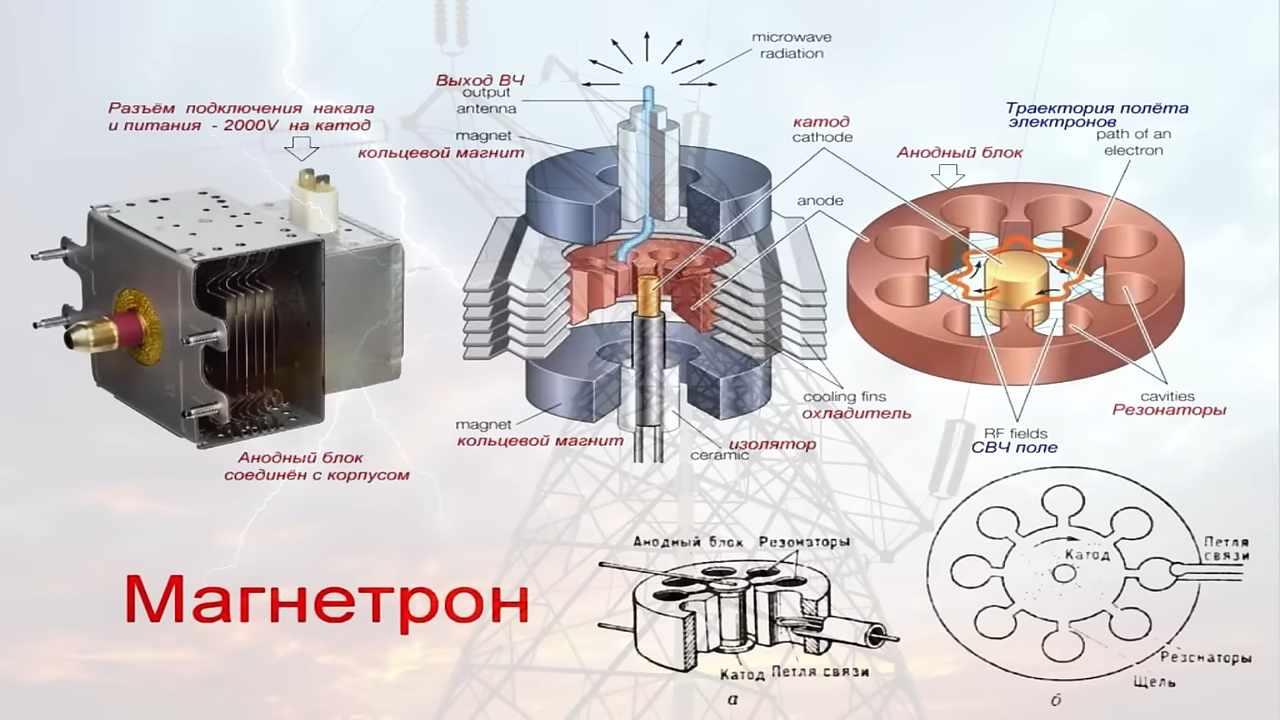 microwave
radiation
Выход ВЧ
output
antenna
Разъём подключения накала
и питания - 2000V на катод
magnet
кольцевой магнит
катод
cathode
Траектория полёта
электронов
path of an
electron
Анодный блок
anode
cooling fins
охладитель
cavities
Резонаторы
magnet
кольцевой магнит
изолятор
ceramic
RF fields
СВЧ поле
Анодный блок
соединён с корпусом
Магнетрон
Анодный блок Резонаторы
Катод Петля связи
а
Катод
Петля
связи
Резонаторы
Щель
б